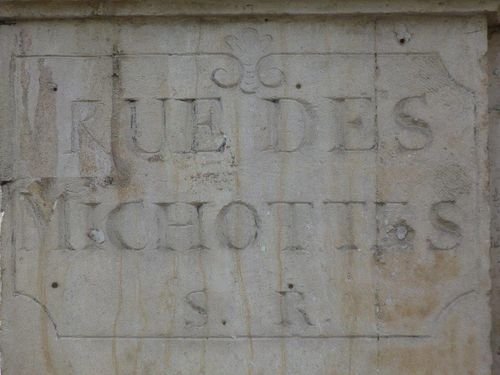 RUE DES
MICHOTTES
S. R.